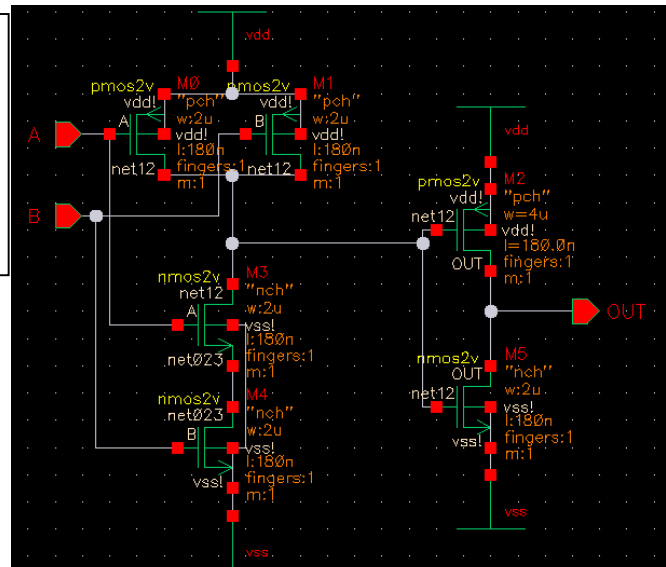 vdd
pmos2v
M0
"pch"
vdd!
w:2u
A
vdd!
l:180n
fingers:1
net12
m:1
pmos2v
M1
"pch"
vdd!
w:2u
B
vdd!
l:180n
fingers:1
net12
m:1
A
B
vdd
pmos2v
M2
"pch"
vdd!
w=4u
net12
vdd!
l=180.0n
fingers:1
OUT
m:1
nmos2v
M3
net12
"nch"
w:2u
A
vss!
l:180n
net023
fingers:1
m:1
OUT
nmos2v
M4
net023
"nch"
w:2u
B
vss!
l:180n
vss!
fingers:1
m:1
nmos2v
M5
OUT
"nch"
w:2u
net12
vss!
l:180n
vss!
fingers:1
m:1
vss
vss